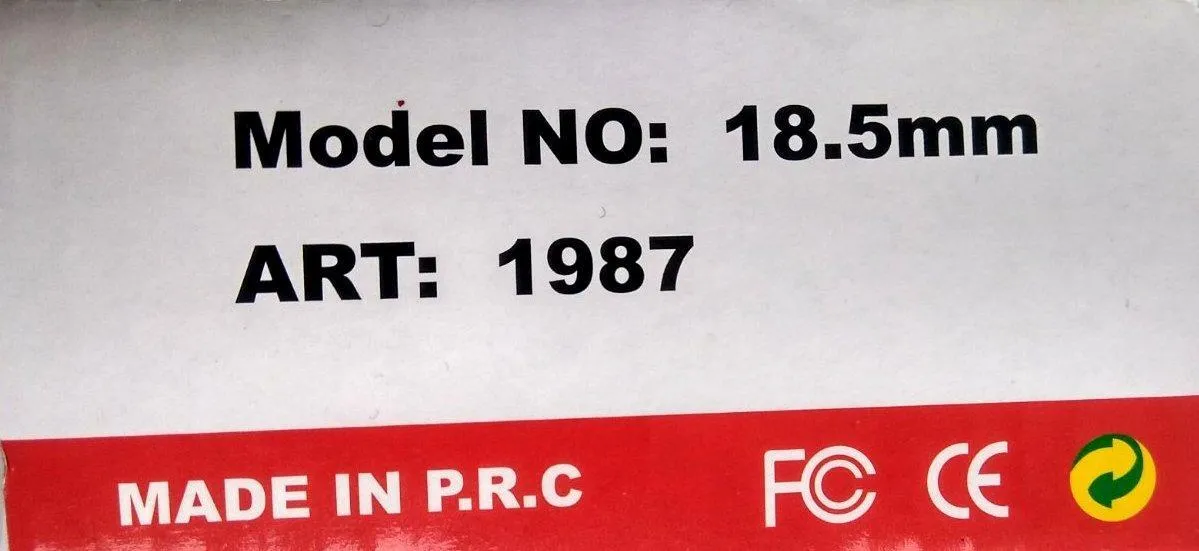 Model NO: 18.5mm
ART: 1987
MADE IN P.R.C FC CE